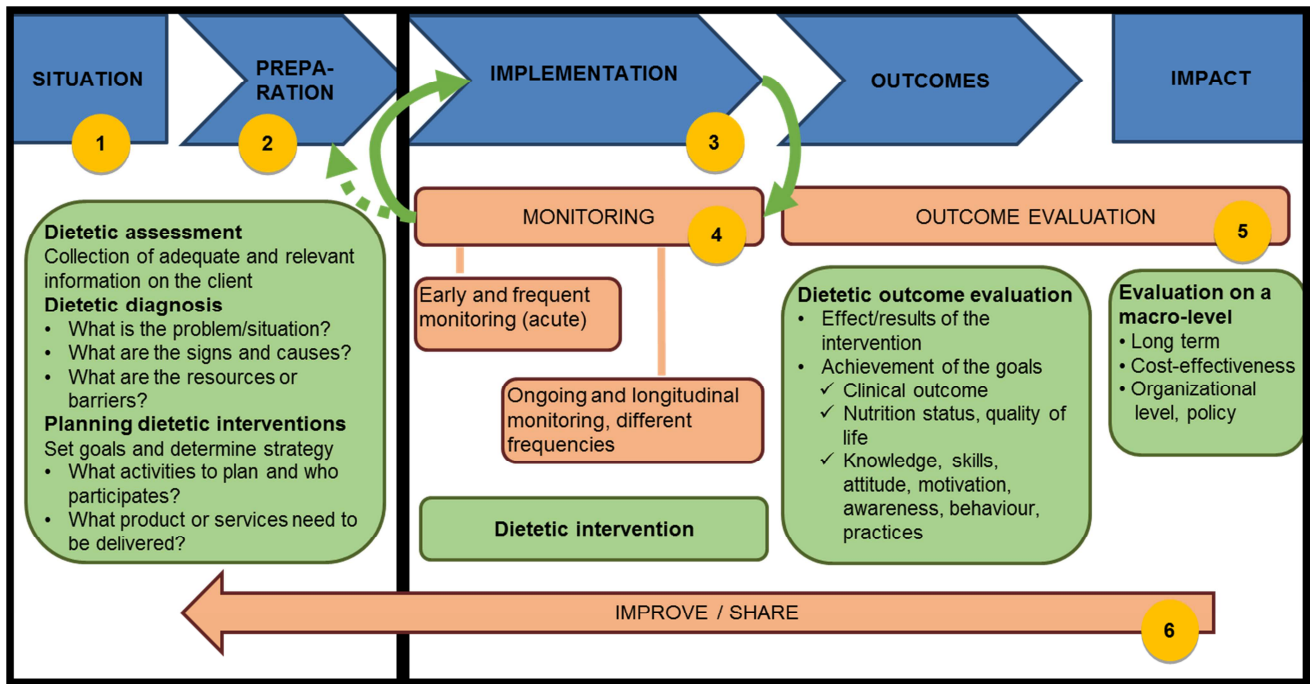 SITUATION
1
PREPA-
RATION
2
IMPLEMENTATION
3
OUTCOMES
IMPACT
Dietetic assessment
Collection of adequate and relevant
information on the client
Dietetic diagnosis
• What is the problem/situation?
• What are the signs and causes?
• What are the resources or
barriers?
Planning dietetic interventions
Set goals and determine strategy
• What activities to plan and who
participates?
• What product or services need to
be delivered?
MONITORING
4
Early and frequent
monitoring (acute)
Ongoing and longitudinal
monitoring, different
frequencies
Dietetic intervention
OUTCOME EVALUATION
5
Dietetic outcome evaluation
• Effect/results of the
intervention
• Achievement of the goals
✓ Clinical outcome
✓ Nutrition status, quality of
life
✓ Knowledge, skills,
attitude, motivation,
awareness, behaviour,
practices
Evaluation on a
macro-level
• Long term
• Cost-effectiveness
• Organizational
level, policy
IMPROVE / SHARE
6